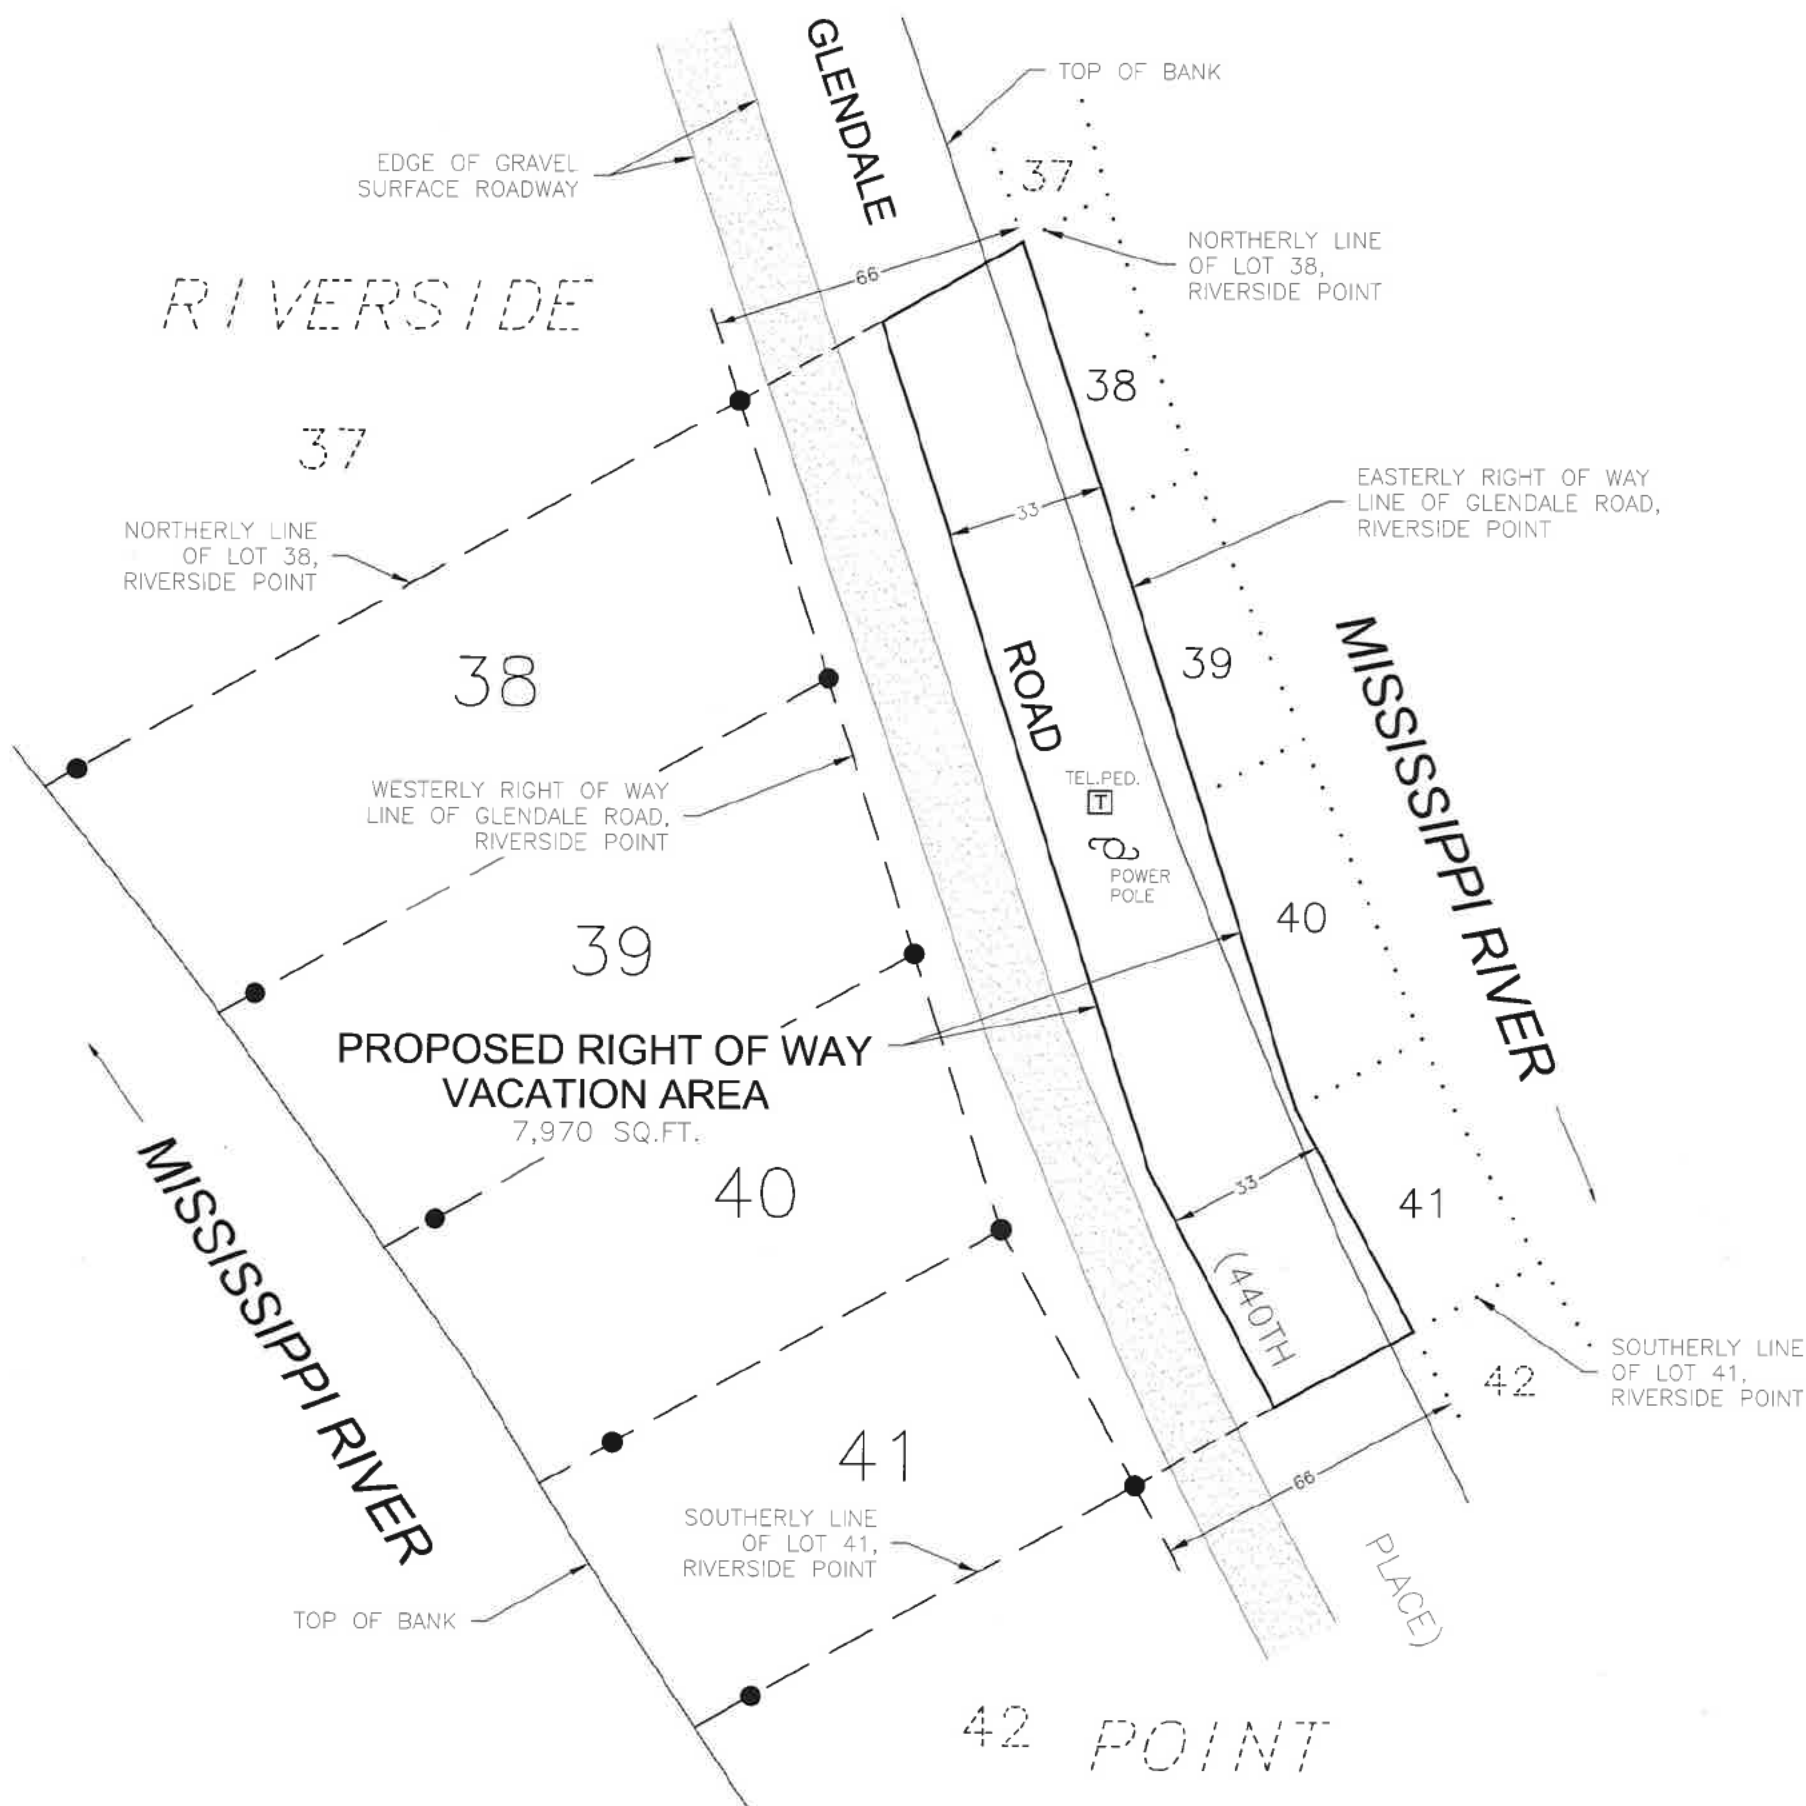 GLENDALE
TOP OF BANK
EDGE OF GRAVEL
SURFACE ROADWAY
37
NORTHERLY LINE
OF LOT 38,
RIVERSIDE POINT
66
RIVERSIDE
38
37
EASTERLY RIGHT OF WAY
LINE OF GLENDALE ROAD,
RIVERSIDE POINT
33
NORTHERLY LINE
OF LOT 38,
RIVERSIDE POINT
38
ROAD
39
MISSISSIPPI RIVER
TEL.PED.
T
POWER
POLE
WESTERLY RIGHT OF WAY
LINE OF GLENDALE ROAD,
RIVERSIDE POINT
40
39
PROPOSED RIGHT OF WAY
VACATION AREA
7,970 SQ.FT.
40
33
41
MISSISSIPPI RIVER
(440TH
SOUTHERLY LINE
OF LOT 41,
RIVERSIDE POINT
42
41
66
SOUTHERLY LINE
OF LOT 41,
RIVERSIDE POINT
PLACE)
TOP OF BANK
42
POINT